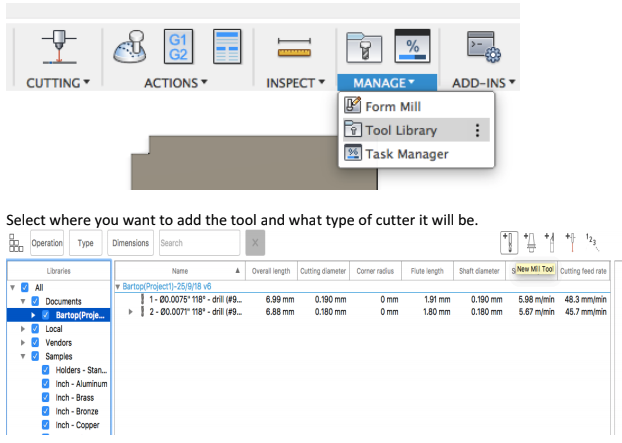 G1
G2
%
CUTTING ▾ ACTIONS ▾ INSPECT ▾ MANAGE ▾ ADD-INS ▾
Form Mill
Tool Library
Task Manager
Select where you want to add the tool and what type of cutter it will be.
Operation Type Dimensions Search X
Libraries Name Overall length Cutting diameter Corner radius Flute length Shaft diameter S New Mill Tool Cutting feed rate
All
Bartop(Project1)-25/9/18 v6
Documents
1 - Ø0.0075" 118° - drill (#9... 6.99 mm 0.190 mm 0 mm 1.91 mm 0.190 mm 5.98 m/min 48.3 mm/min
Bartop(Proje...
2 - Ø0.0071" 118° - drill (#9... 6.88 mm 0.180 mm 0 mm 1.80 mm 0.180 mm 5.67 m/min 45.7 mm/min
Local
Vendors
Samples
Holders - Stan...
Inch - Aluminum
Inch - Brass
Inch - Bronze
Inch - Copper